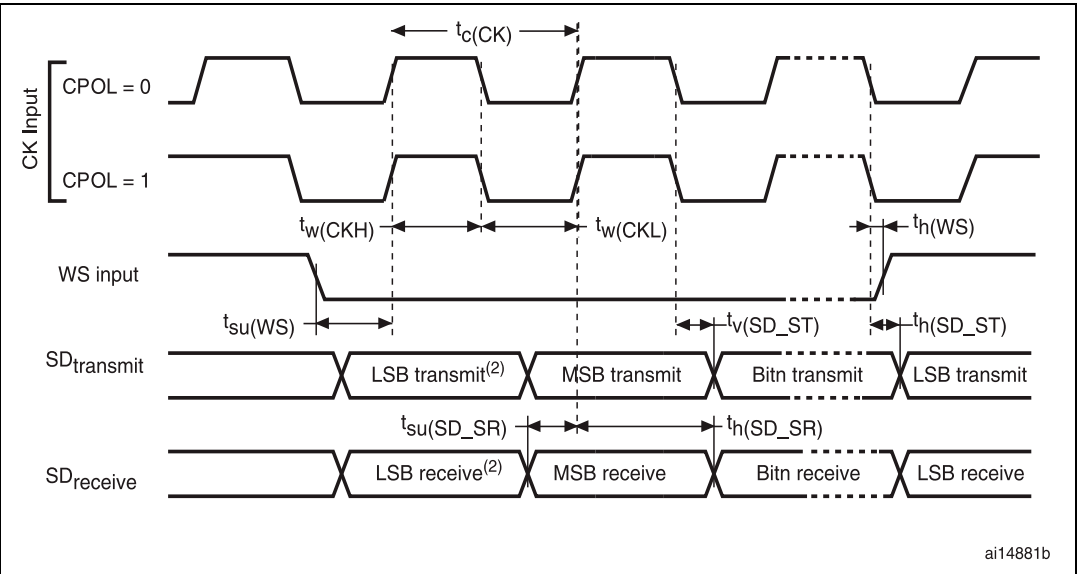 tc(CK)
CK Input
CPOL = 0
CPOL = 1
tw(CKH)
tw(CKL)
th(WS)
WS input
tsu(WS)
tv(SD_ST)
th(SD_ST)
SDtransmit
LSB transmit(2)
MSB transmit
Bitn transmit
LSB transmit
tsu(SD_SR)
th(SD_SR)
SDreceive
LSB receive(2)
MSB receive
Bitn receive
LSB receive
ai14881b